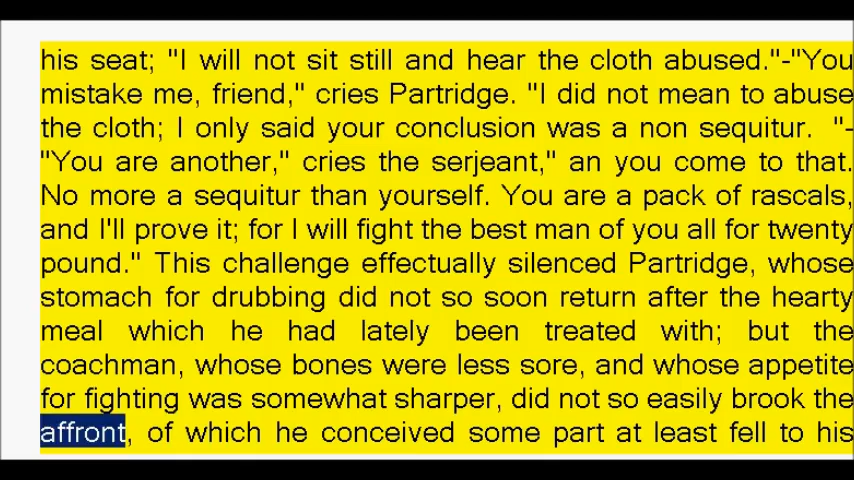 his seat; "I will not sit still and hear the cloth abused."-"You
mistake me, friend," cries Partridge. "I did not mean to abuse
the cloth; I only said your conclusion was a non sequitur. "-
"You are another," cries the serjeant," an you come to that.
No more a sequitur than yourself. You are a pack of rascals,
and I'll prove it; for I will fight the best man of you all for twenty
pound." This challenge effectually silenced Partridge, whose
stomach for drubbing did not so soon return after the hearty
meal which he had lately been treated with; but the
coachman, whose bones were less sore, and whose appetite
for fighting was somewhat sharper, did not so easily brook the
affront, of which he conceived some part at least fell to his